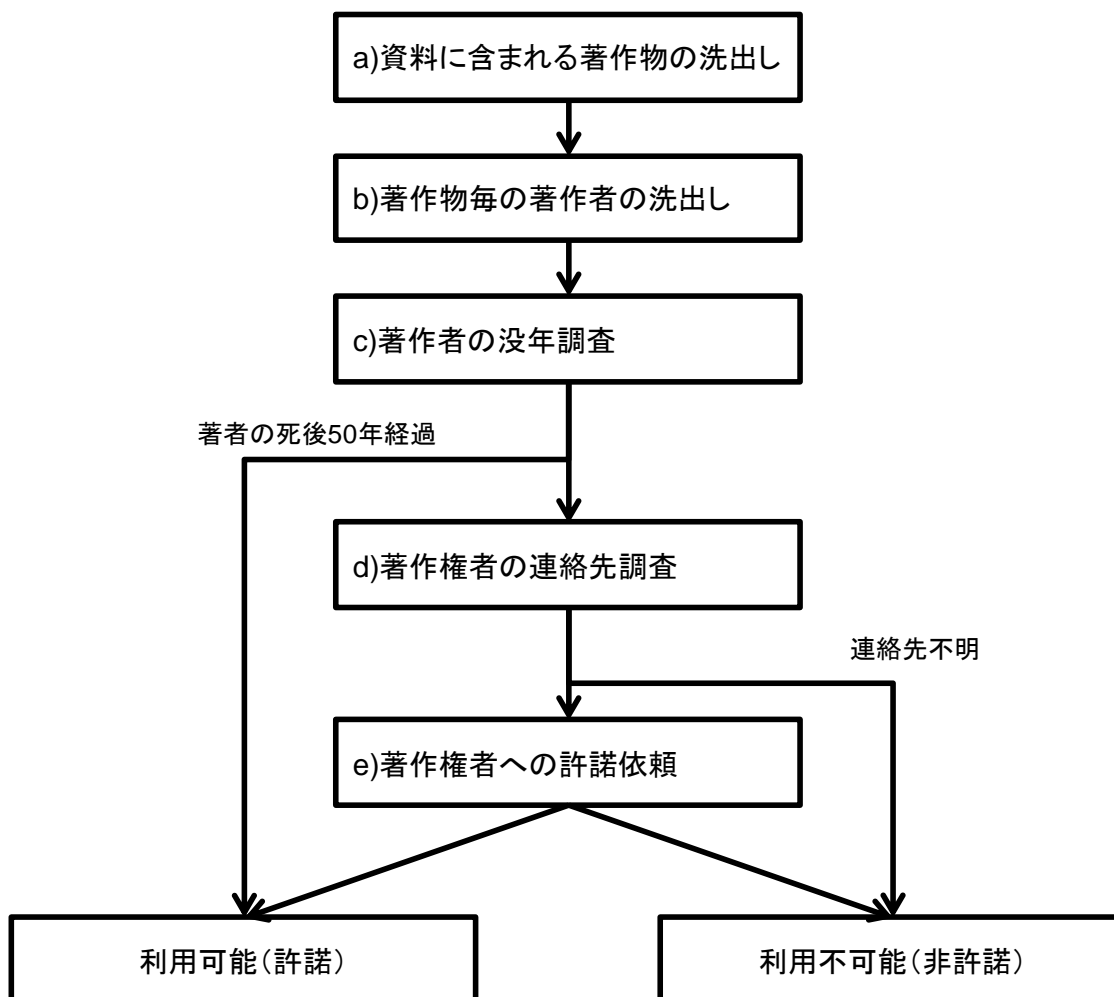 a)資料に含まれる著作物の洗出し
b)著作物毎の著作者の洗出し
c)著作者の没年調査
著者の死後50年経過
d)著作権者の連絡先調査
連絡先不明
e)著作権者への許諾依頼
利用可能(許諾)
利用不可能(非許諾)